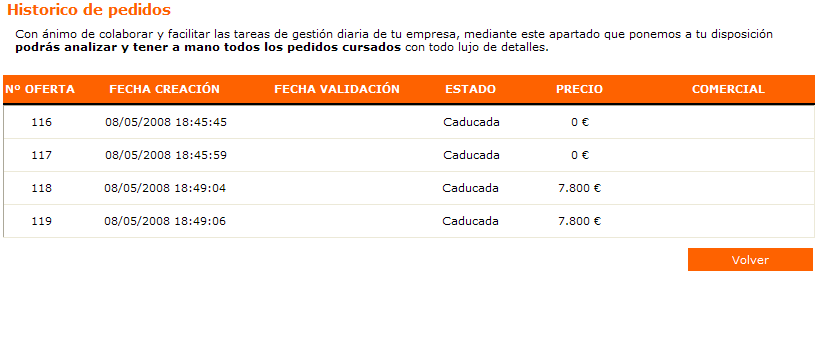 Historico de pedidos
Con ánimo de colaborar y facilitar las tareas de gestión diaria de tu empresa, mediante este apartado que ponemos a tu disposición
podrás analizar y tener a mano todos los pedidos cursados con todo lujo de detalles.
Nº OFERTA FECHA CREACIÓN FECHA VALIDACIÓN ESTADO PRECIO COMERCIAL
116 08/05/2008 18:45:45 Caducada 0 €
117 08/05/2008 18:45:59 Caducada 0 €
118 08/05/2008 18:49:04 Caducada 7.800 €
119 08/05/2008 18:49:06 Caducada 7.800 €
Volver